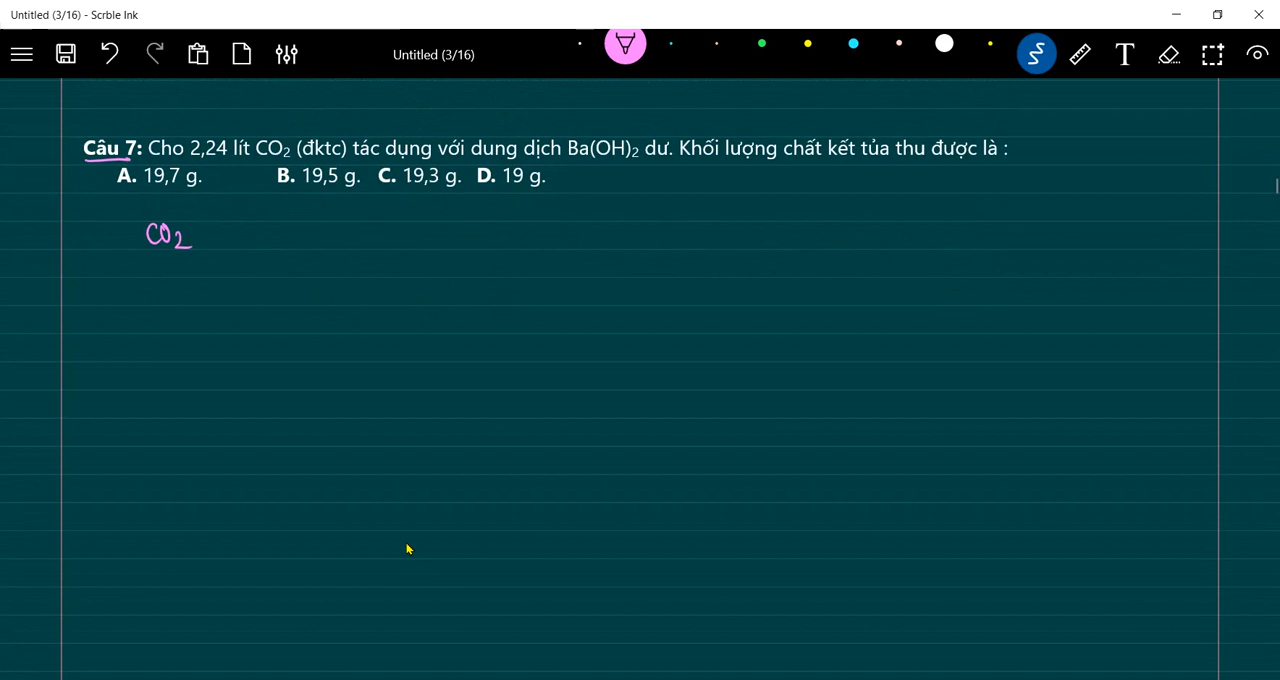 Untitled (3/16) - Scrble Ink
Untitled (3/16)
T
Câu 7: Cho 2,24 lít CO₂ (đktc) tác dụng với dung dịch Ba(OH)₂ dư. Khối lượng chất kết tủa thu được là :
A. 19,7 g. B. 19,5 g. C. 19,3 g. D. 19 g.
CO₂